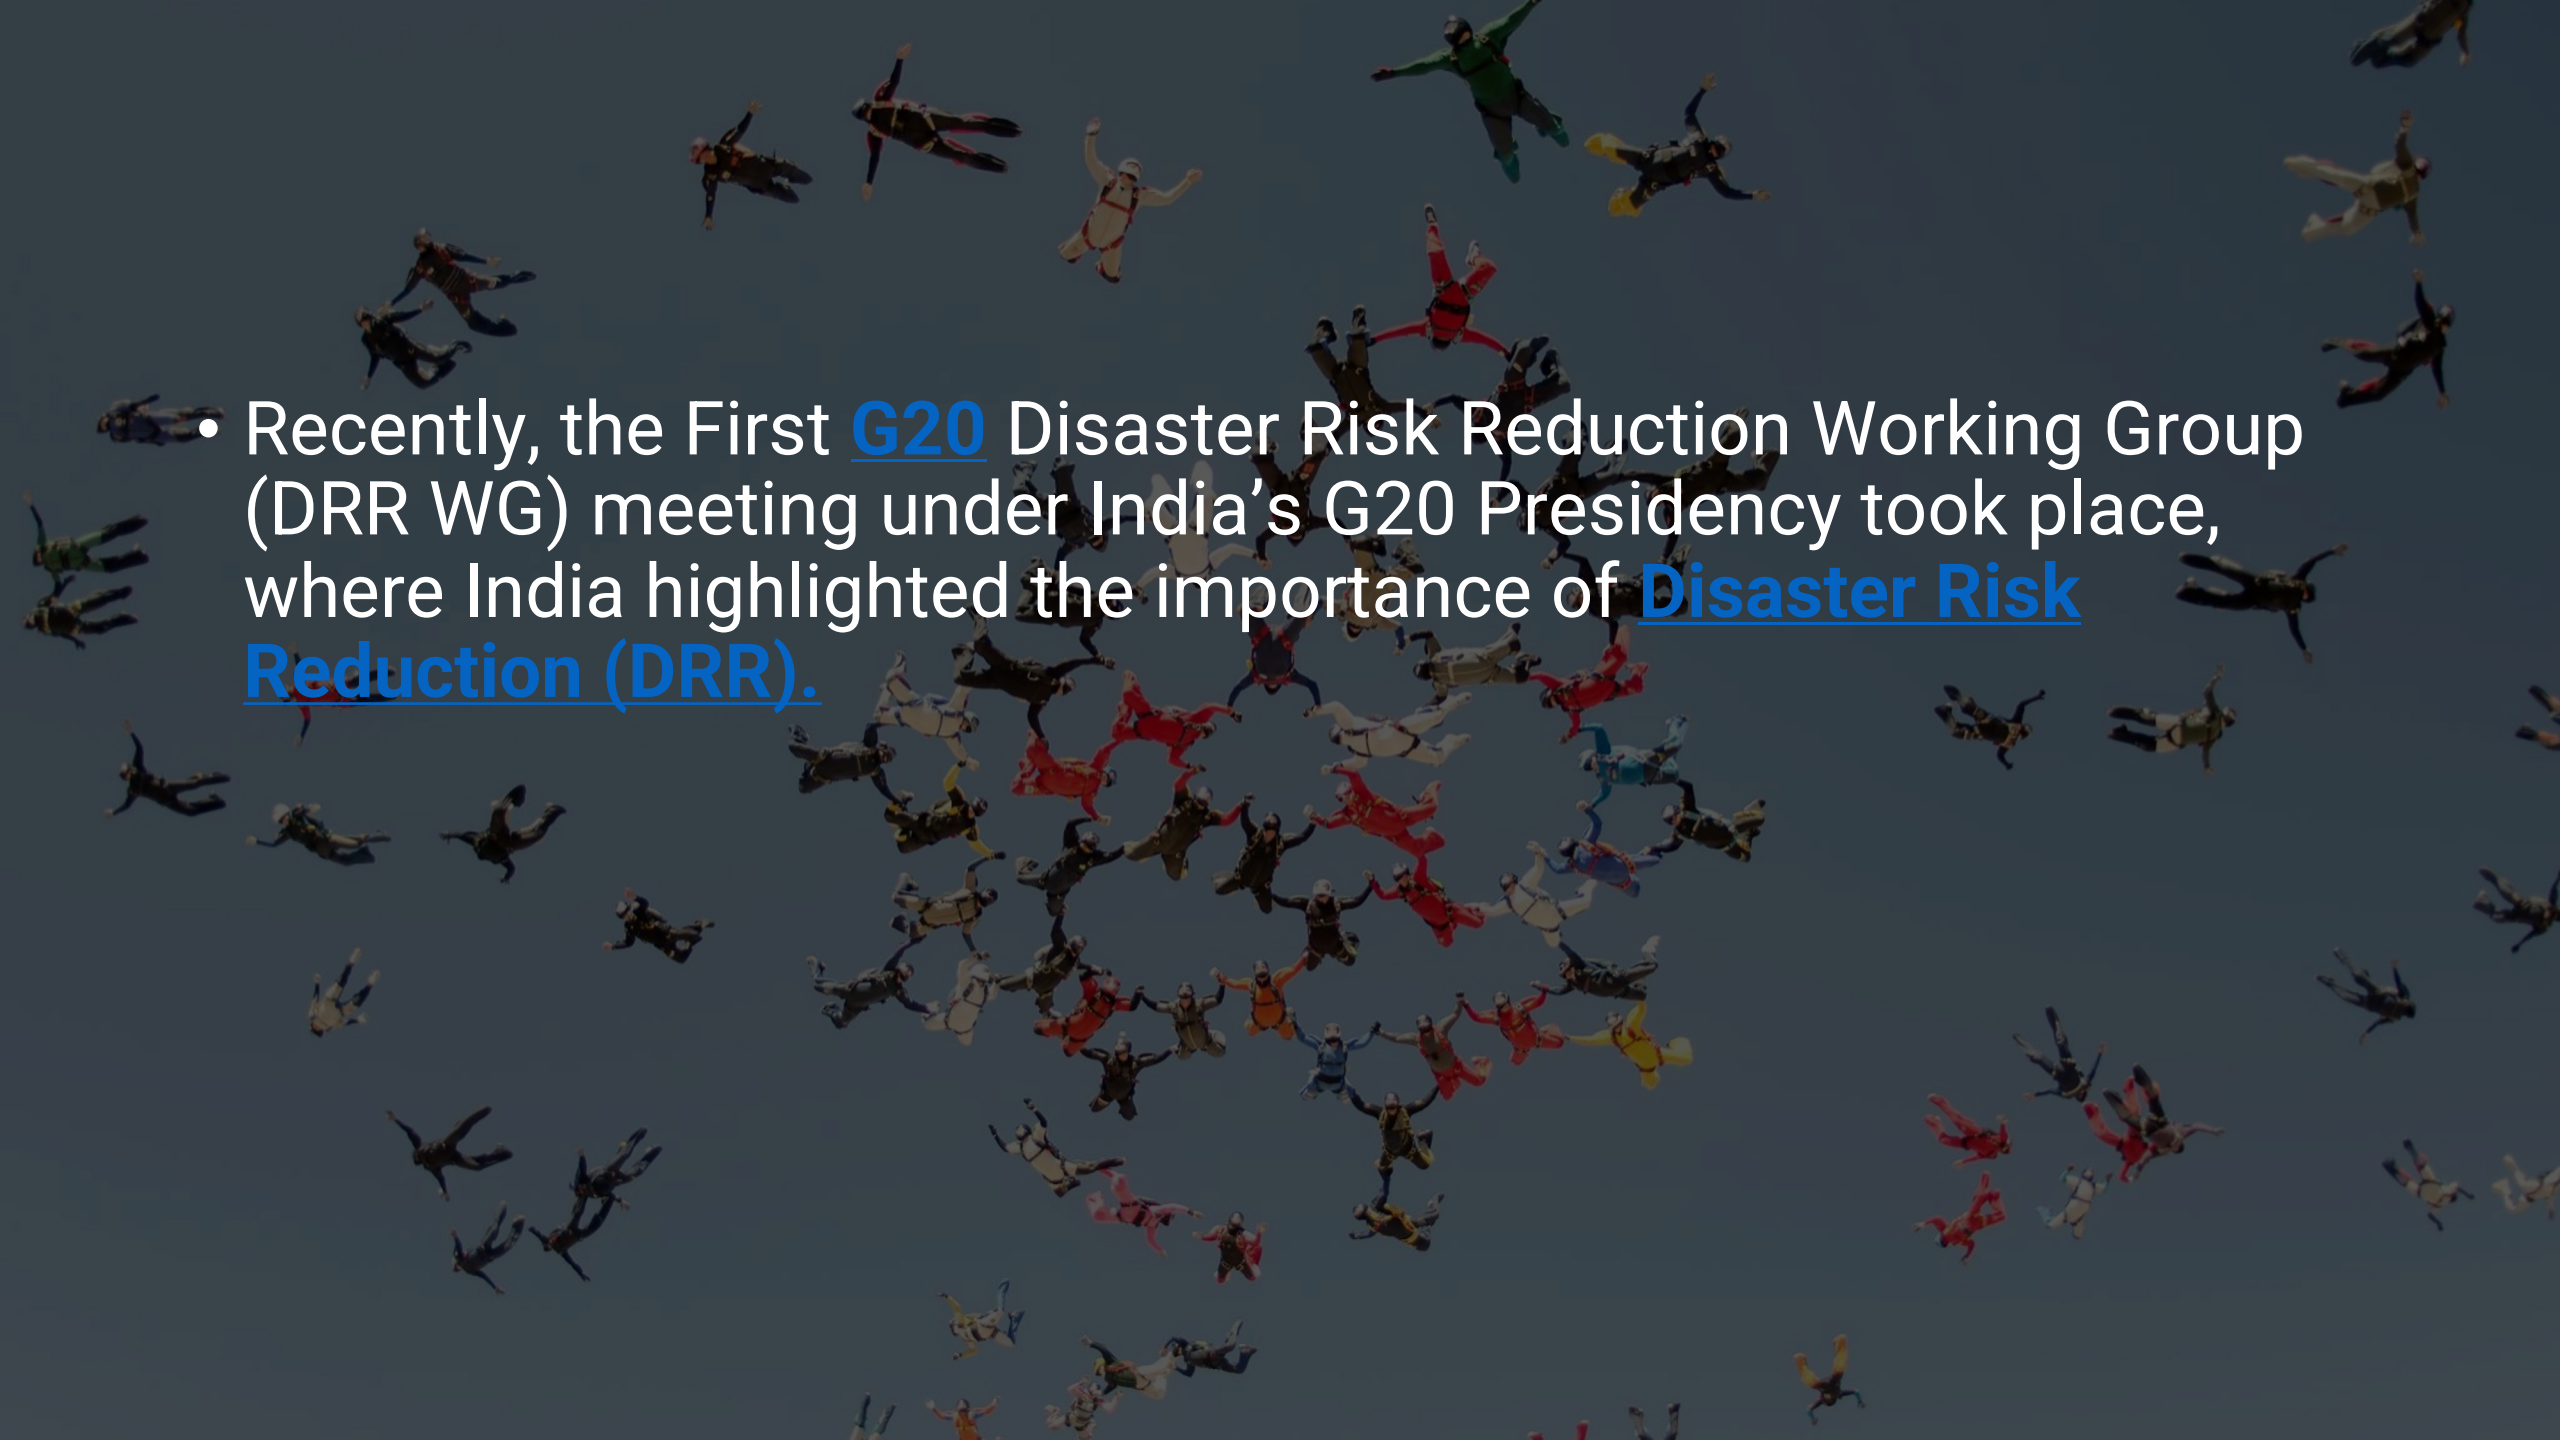 • Recently, the First G20 Disaster Risk Reduction Working Group
(DRR WG) meeting under India’s G20 Presidency took place,
where India highlighted the importance of Disaster Risk
Reduction (DRR).